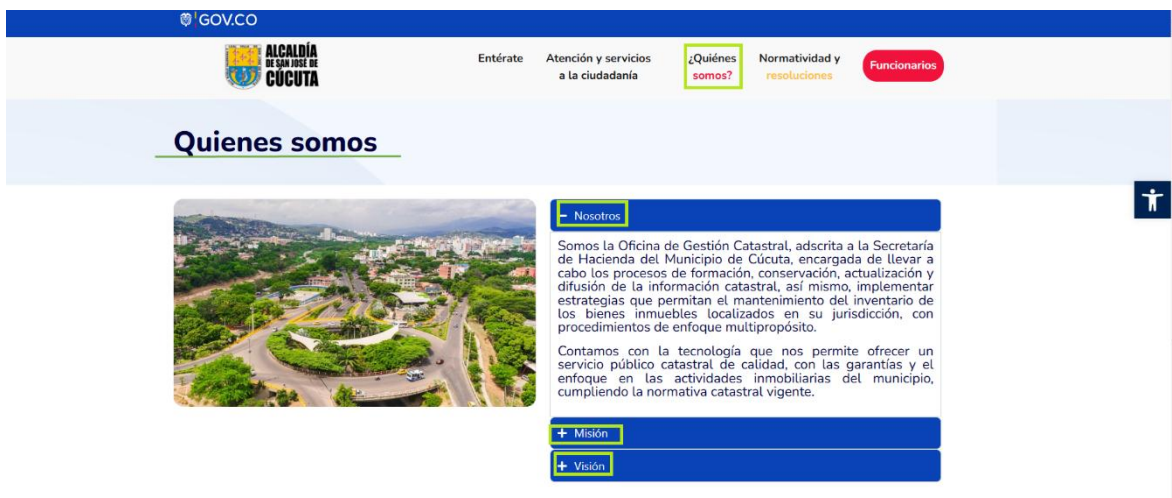 GOV.CO
ALCALDÍA
DE SAN JOSÉ DE
CÚCUTA
Entérate
Atención y servicios
a la ciudadanía
¿Quiénes
somos?
Normatividad y
resoluciones
Funcionarios
Quienes somos
− Nosotros
Somos la Oficina de Gestión Catastral, adscrita a la Secretaría
de Hacienda del Municipio de Cúcuta, encargada de llevar a
cabo los procesos de formación, conservación, actualización y
difusión de la información catastral, así mismo, implementar
estrategias que permitan el mantenimiento del inventario de
los bienes inmuebles localizados en su jurisdicción, con
procedimientos de enfoque multipropósito.
Contamos con la tecnología que nos permite ofrecer un
servicio público catastral de calidad, con las garantías y el
enfoque en las actividades inmobiliarias del municipio,
cumpliendo la normativa catastral vigente.
+ Misión
+ Visión